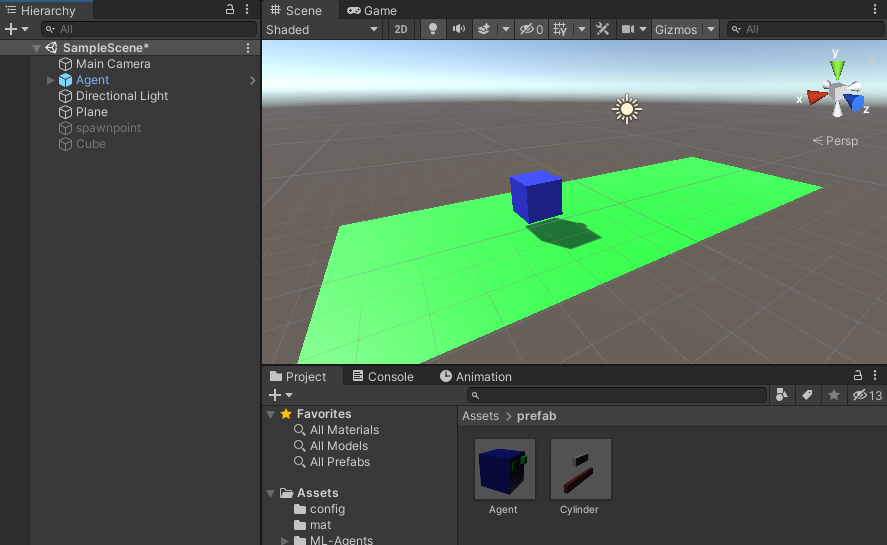 Hierarchy
All
SampleScene*
Main Camera
Agent
Directional Light
Plane
spawnpoint
Cube
Scene
Game
Shaded
2D
0
Gizmos
All
y
x
z
Persp
Project
Console
Animation
13
Favorites
All Materials
All Models
All Prefabs
Assets
config
mat
ML-Agents
Assets > prefab
Agent
Cylinder